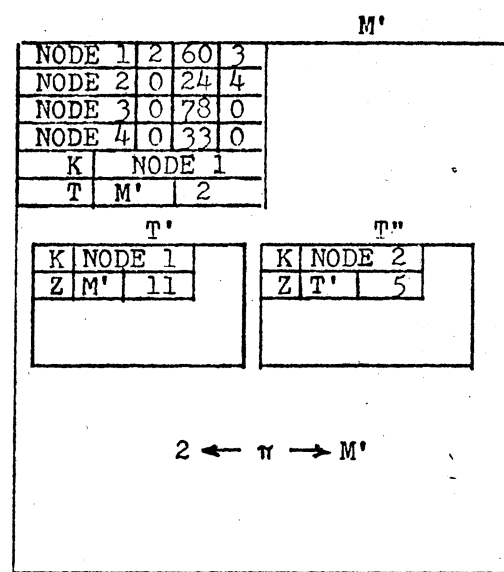 M'
NODE 1 2 60 3
NODE 2 0 24 4
NODE 3 0 78 0
NODE 4 0 33 0
K NODE 1
T M' 2
T' T"
K NODE 1 K NODE 2
Z M' 11 Z T' 5
2 ← π → M'